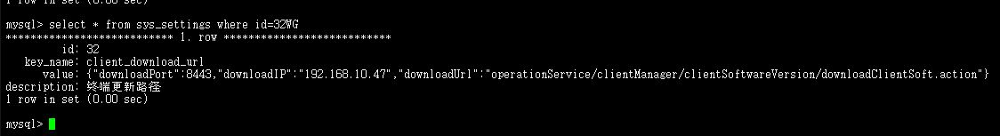 1 row in set (0.00 sec)
mysql> select * from sys_settings where id=32\G
*************************** 1. row ***************************
id: 32
key_name: client_download_url
value: {"downloadPort":8443,"downloadIP":"192.168.10.47","downloadUrl":"operationService/clientManager/clientSoftwareVersion/downloadClientSoft.action"}
description: 终端更新路径
1 row in set (0.00 sec)
mysql>